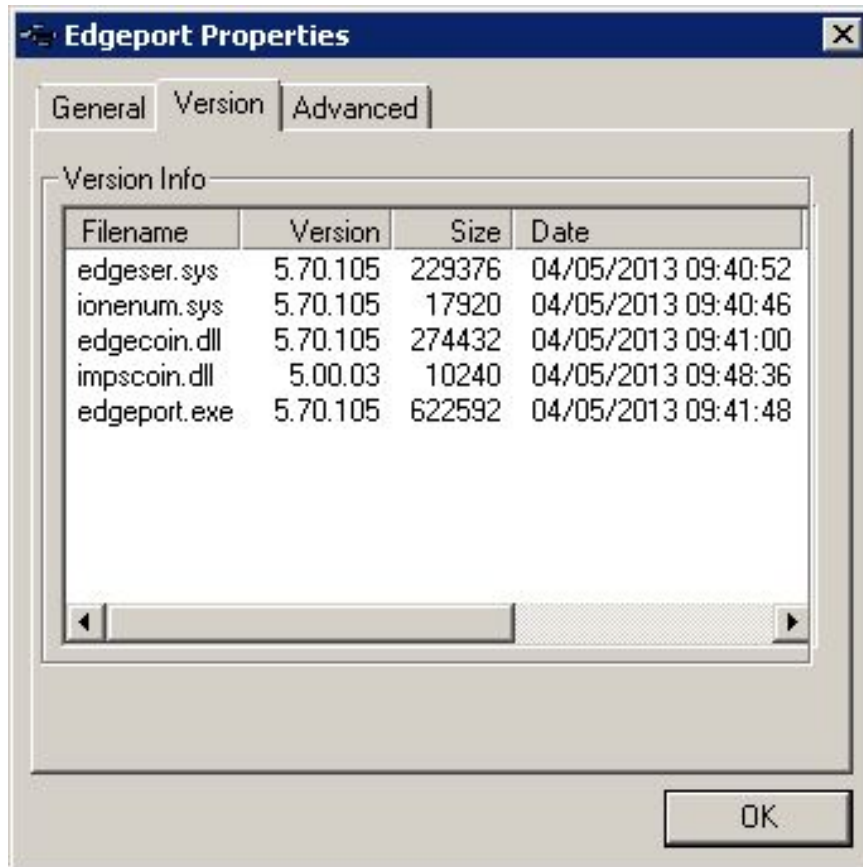 Edgeport Properties
General Version Advanced
Version Info
Filename Version Size Date
edgeser.sys 5.70.105 229376 04/05/2013 09:40:52
ionenum.sys 5.70.105 17920 04/05/2013 09:40:46
edgecoin.dll 5.70.105 274432 04/05/2013 09:41:00
impscoin.dll 5.00.03 10240 04/05/2013 09:48:36
edgeport.exe 5.70.105 622592 04/05/2013 09:41:48
OK